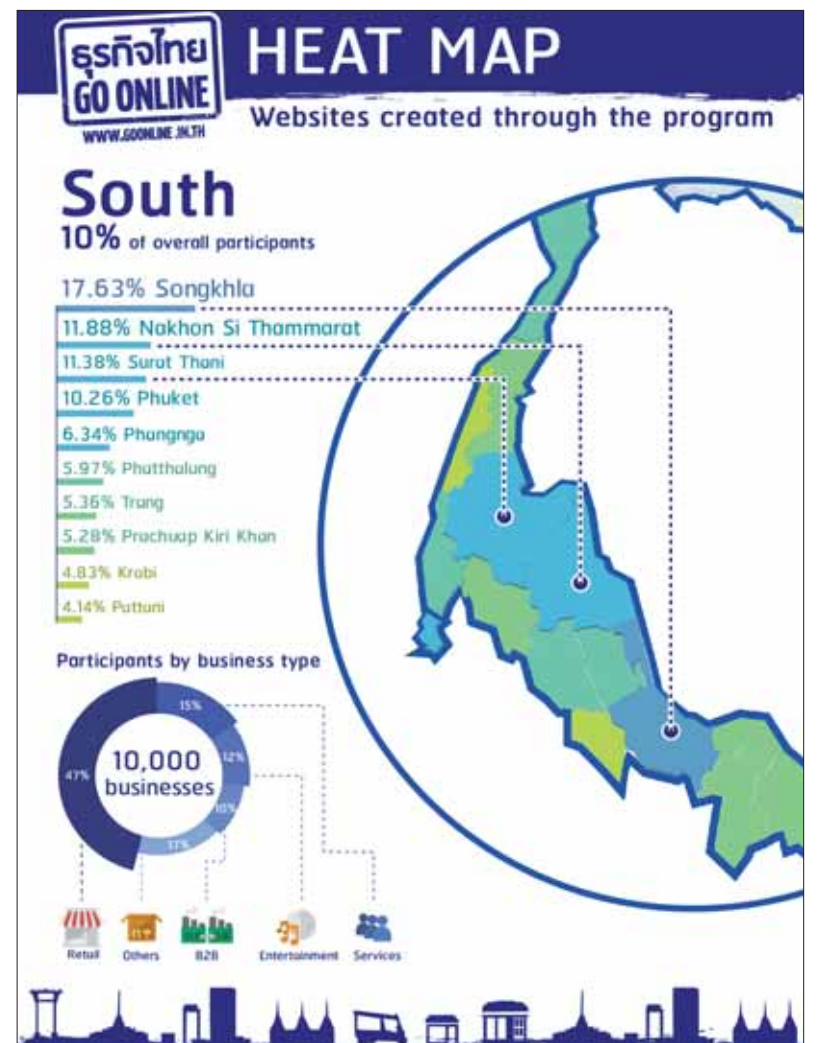 ธุรกิจไทย
GO ONLINE
WWW.GOONLINE.IN.TH
HEAT MAP
Websites created through the program
South
10% of overall participants
17.63% Songkhla
11.88% Nakhon Si Thammarat
11.38% Surat Thani
10.26% Phuket
6.34% Phangnga
5.97% Phatthalung
5.36% Trang
5.28% Prachuap Kiri Khan
4.83% Krabi
4.14% Pattani
Participants by business type
15%
12%
10,000
businesses
47%
10%
17%
Retail Others B2B Entertainment Services